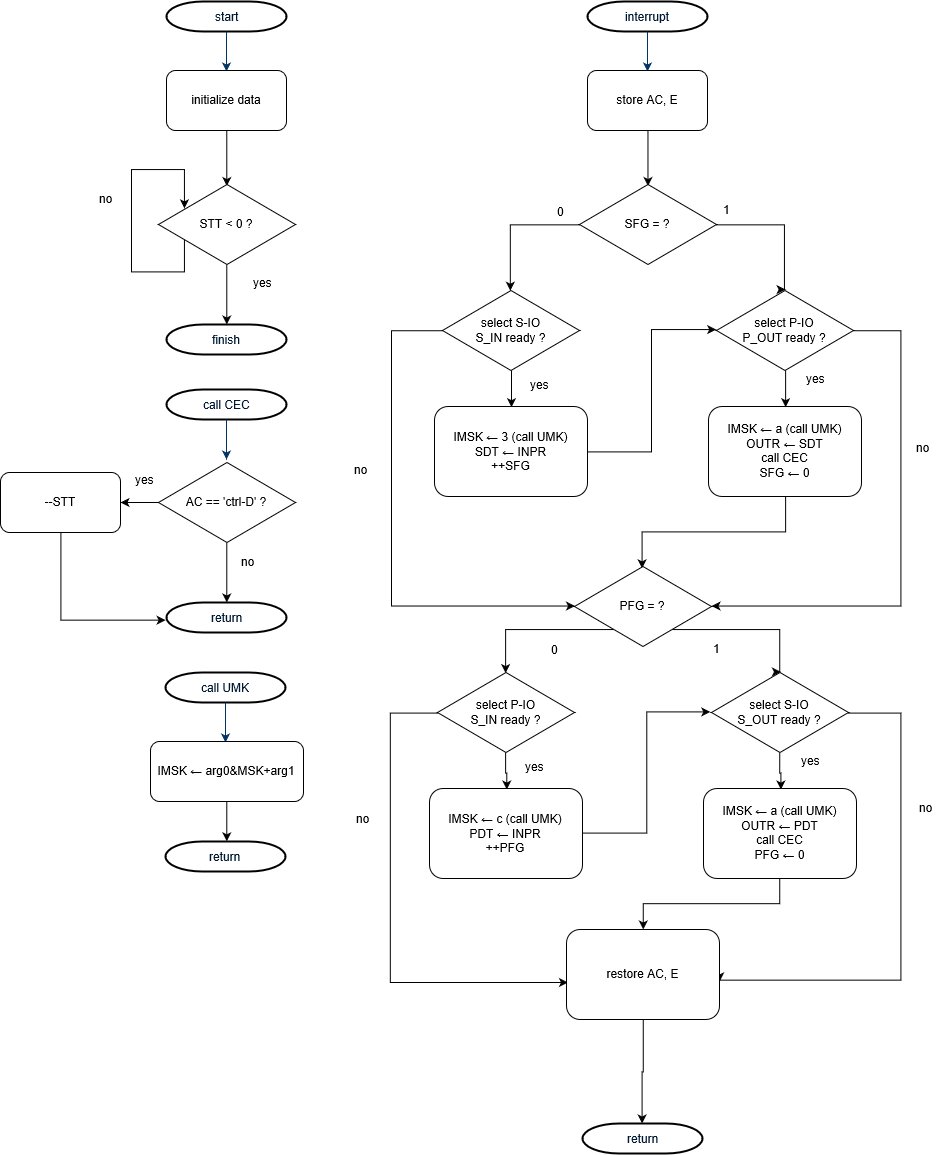 start
initialize data
no
STT < 0 ?
yes
finish
call CEC
yes
AC == 'ctrl-D' ?
--STT
no
return
call UMK
IMSK ← arg0&MSK+arg1
return
interrupt
store AC, E
0
SFG = ?
1
select S-IO
S_IN ready ?
select P-IO
P_OUT ready ?
yes
yes
IMSK ← 3 (call UMK)
SDT ← INPR
++SFG
IMSK ← a (call UMK)
OUTR ← SDT
call CEC
SFG ← 0
no
no
PFG = ?
0
1
select P-IO
S_IN ready ?
select S-IO
S_OUT ready ?
yes
yes
IMSK ← c (call UMK)
PDT ← INPR
++PFG
IMSK ← a (call UMK)
OUTR ← PDT
call CEC
PFG ← 0
no
no
restore AC, E
return